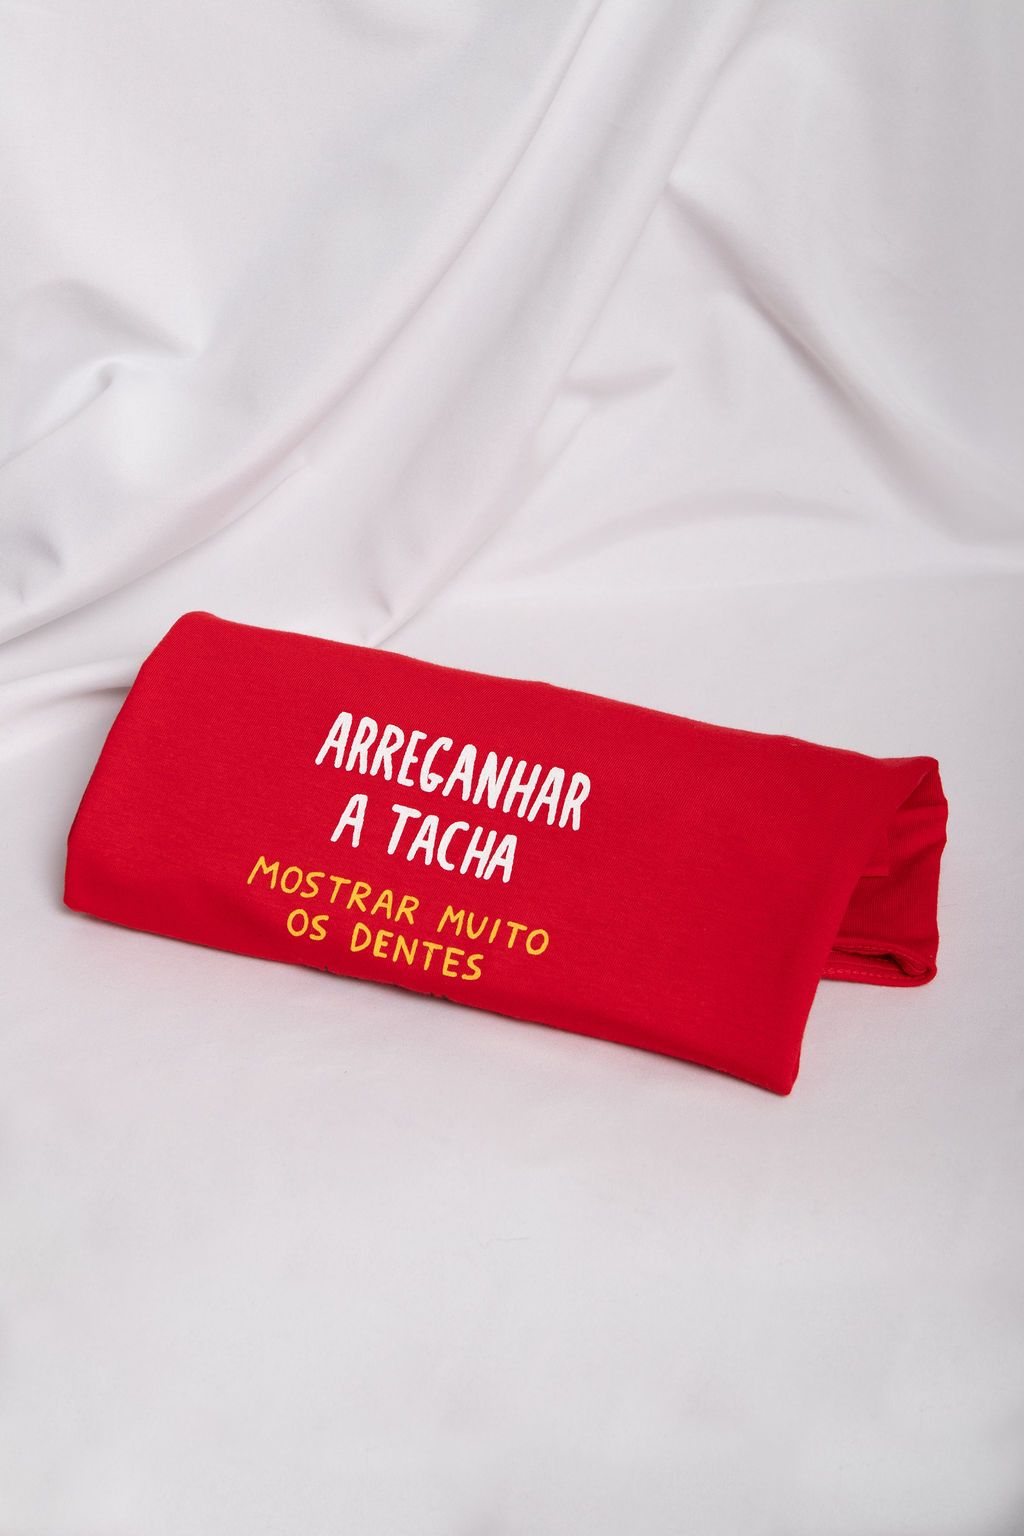 ARREGANHAR
A TACHA
MOSTRAR MUITO
OS DENTES